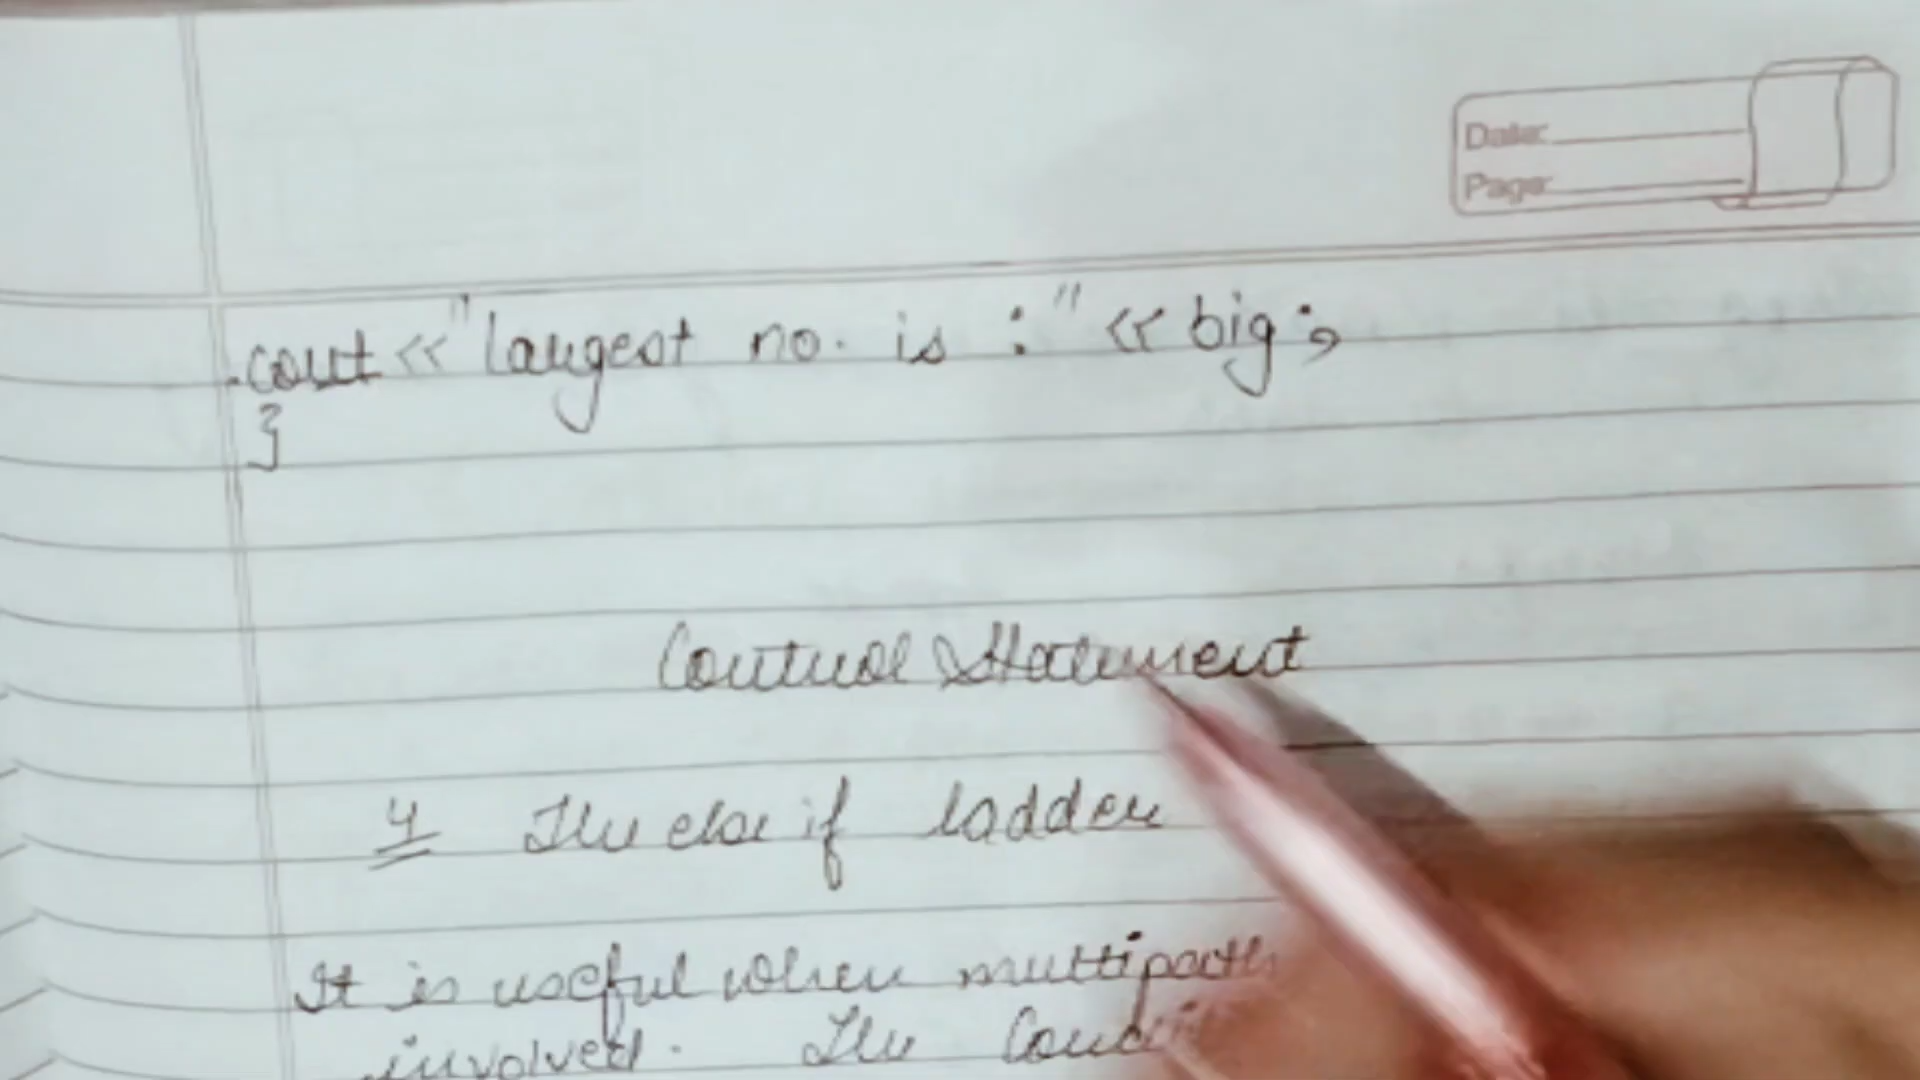 Date:
Page:
cout << "largest no. is : " << big;
}
Control Statement
4 The else if ladder
It is useful when multipath
involved. The